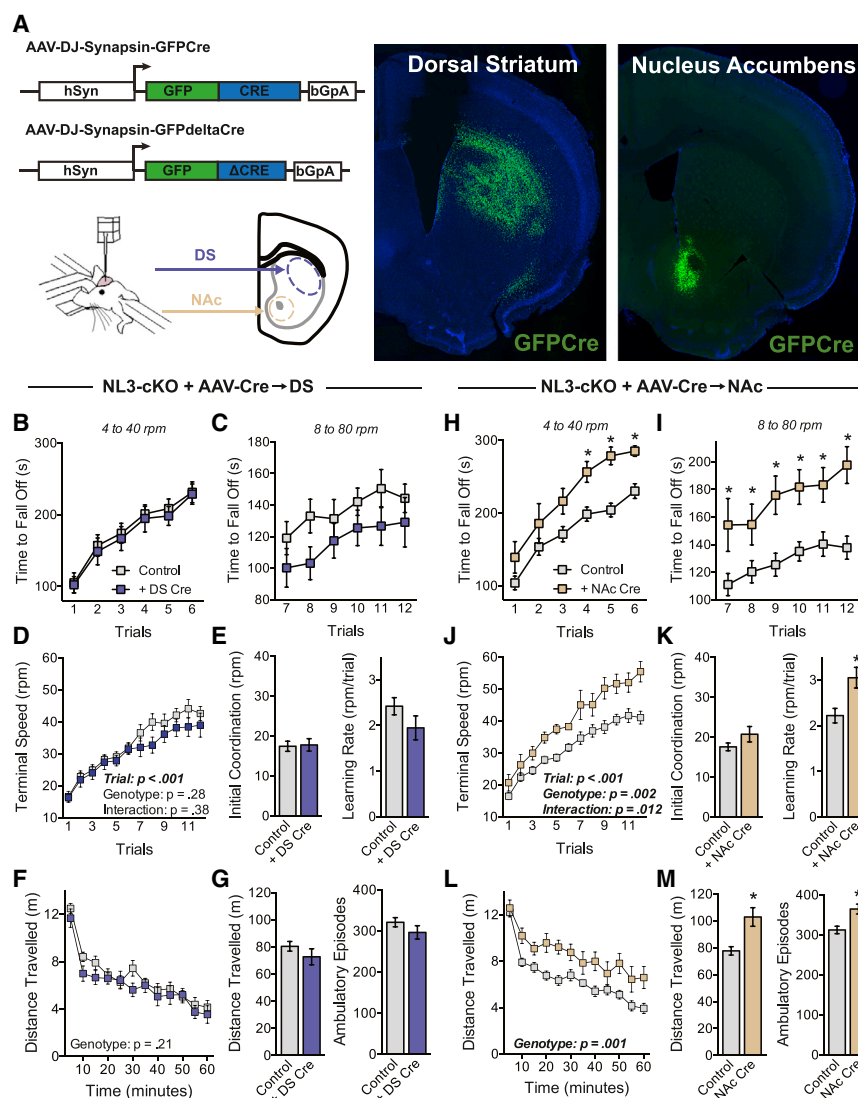 A
AAV-DJ-Synapsin-GFPCre
hSyn GFP CRE bGpA
AAV-DJ-Synapsin-GFPdeltaCre
hSyn GFP ΔCRE bGpA
DS
NAc
Dorsal Striatum
GFPCre
Nucleus Accumbens
GFPCre
NL3-cKO + AAV-Cre→DS
B
4 to 40 rpm
Time to Fall Off (s)
300
200
100
Control
+ DS Cre
1 2 3 4 5 6
Trials
C
8 to 80 rpm
Time to Fall Off (s)
180
160
140
120
100
80
7 8 9 10 11 12
Trials
D
Terminal Speed (rpm)
60
50
40
30
20
10
Trial: p < .001
Genotype: p = .28
Interaction: p = .38
1 3 5 7 9 11
Trials
E
Initial Coordination (rpm)
40
30
20
10
0
Control
+ DS Cre
Learning Rate (rpm/trial)
3
2
1
0
Control
+ DS Cre
F
Distance Travelled (m)
12
8
4
0
Genotype: p = .21
10 20 30 40 50 60
Time (minutes)
G
Distance Travelled (m)
120
100
80
60
40
20
0
Control
+ DS Cre
Ambulatory Episodes
400
300
200
100
0
Control
+ DS Cre
NL3-cKO + AAV-Cre→NAc
H
4 to 40 rpm
Time to Fall Off (s)
300
200
100
* * *
Control
+ NAc Cre
1 2 3 4 5 6
Trials
I
8 to 80 rpm
Time to Fall Off (s)
220
200
180
160
140
120
100
* * * * * *
7 8 9 10 11 12
Trials
J
Terminal Speed (rpm)
60
50
40
30
20
10
Trial: p < .001
Genotype: p = .002
Interaction: p = .012
1 3 5 7 9 11
Trials
K
Initial Coordination (rpm)
40
30
20
10
0
Control
+ NAc Cre
Learning Rate (rpm/trial)
3
2
1
0
*
Control
+ NAc Cre
L
Distance Travelled (m)
12
8
4
0
Genotype: p = .001
10 20 30 40 50 60
Time (minutes)
M
Distance Travelled (m)
120
100
80
60
40
20
0
*
Control
NAc Cre
Ambulatory Episodes
400
300
200
100
0
*
Control
NAc Cre